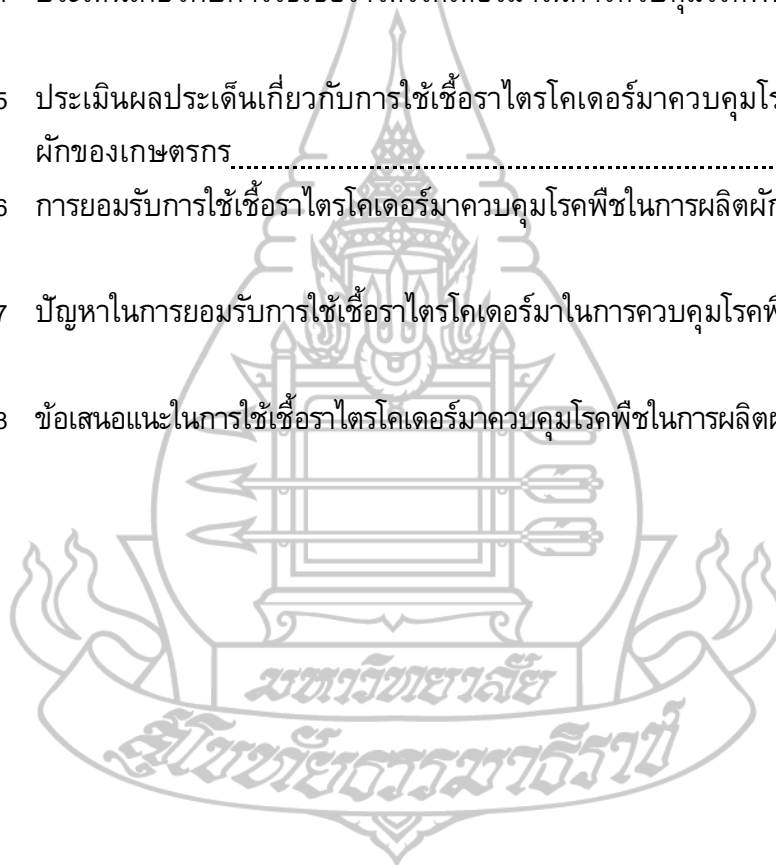 5 ประเมินผลประเด็นเกี่ยวกับการใช้เชื้อราไตรโคเดอร์มาควบคุม
ผักของเกษตรกร
6 การยอมรับการใช้เชื้อราไตรโคเดอร์มาควบคุมโรคพืชในการผลิตผัก
7 ปัญหาในการยอมรับการใช้เชื้อราไตรโคเดอร์มาในการควบคุมโรค
8 ข้อเสนอแนะในการใช้เชื้อราไตรโคเดอร์มาควบคุมโรคพืชในการผลิต
มหาวิทยาลัย
สุโขทัยธรรมาธิราช